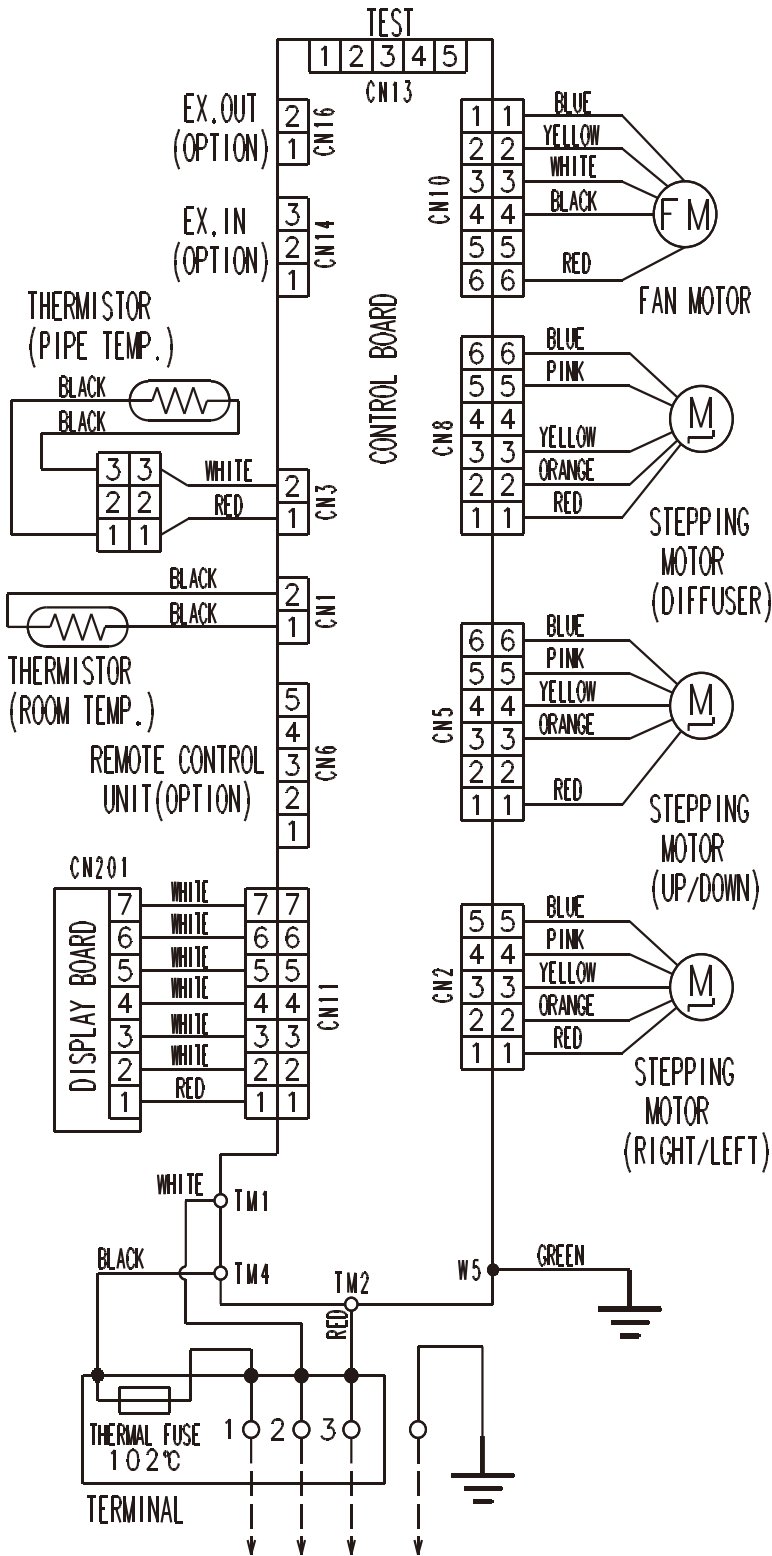 TEST
1 2 3 4 5
CN13
EX.OUT
(OPTION)
2
1
CN16
EX.IN
(OPTION)
3
2
1
CN14
THERMISTOR
(PIPE TEMP.)
BLACK
BLACK
3 3
2 2
1 1
WHITE
RED
2
1
CN3
BLACK
BLACK
2
1
CN1
THERMISTOR
(ROOM TEMP.)
REMOTE CONTROL
UNIT(OPTION)
5
4
3
2
1
CN6
CN201
DISPLAY BOARD
7 WHITE 7 7
6 WHITE 6 6
5 WHITE 5 5
4 WHITE 4 4
3 WHITE 3 3
2 WHITE 2 2
1 RED 1 1
CN11
CONTROL BOARD
CN10
1 1 BLUE
2 2 YELLOW
3 3 WHITE
4 4 BLACK
5 5
6 6 RED
FM
FAN MOTOR
CN8
6 6 BLUE
5 5 PINK
4 4
3 3 YELLOW
2 2 ORANGE
1 1 RED
M
STEPPING
MOTOR
(DIFFUSER)
CN5
6 6 BLUE
5 5 PINK
4 4 YELLOW
3 3 ORANGE
2 2
1 1 RED
M
STEPPING
MOTOR
(UP/DOWN)
CN2
5 5 BLUE
4 4 PINK
3 3 YELLOW
2 2 ORANGE
1 1 RED
M
STEPPING
MOTOR
(RIGHT/LEFT)
WHITE
TM1
BLACK
TM4
TM2
RED
W5
GREEN
THERMAL FUSE
102℃
1 2 3
TERMINAL